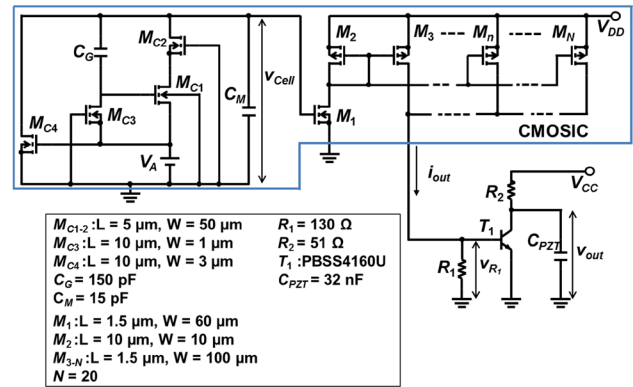 M2 M3 Mn MN VDD
MC2
CG
vCell
MC1
CM
M1
MC3
MC4
CMOSIC
VA
iout
VCC
R2
T1
CPZT
vout
R1
vR1
MC1-2 :L = 5 µm, W = 50 µm
MC3 :L = 10 µm, W = 1 µm
MC4 :L = 10 µm, W = 3 µm
CG = 150 pF
CM = 15 pF
M1 :L = 1.5 µm, W = 60 µm
M2 :L = 10 µm, W = 10 µm
M3-N :L = 1.5 µm, W = 100 µm
N = 20
R1 = 130 Ω
R2 = 51 Ω
T1 :PBSS4160U
CPZT = 32 nF